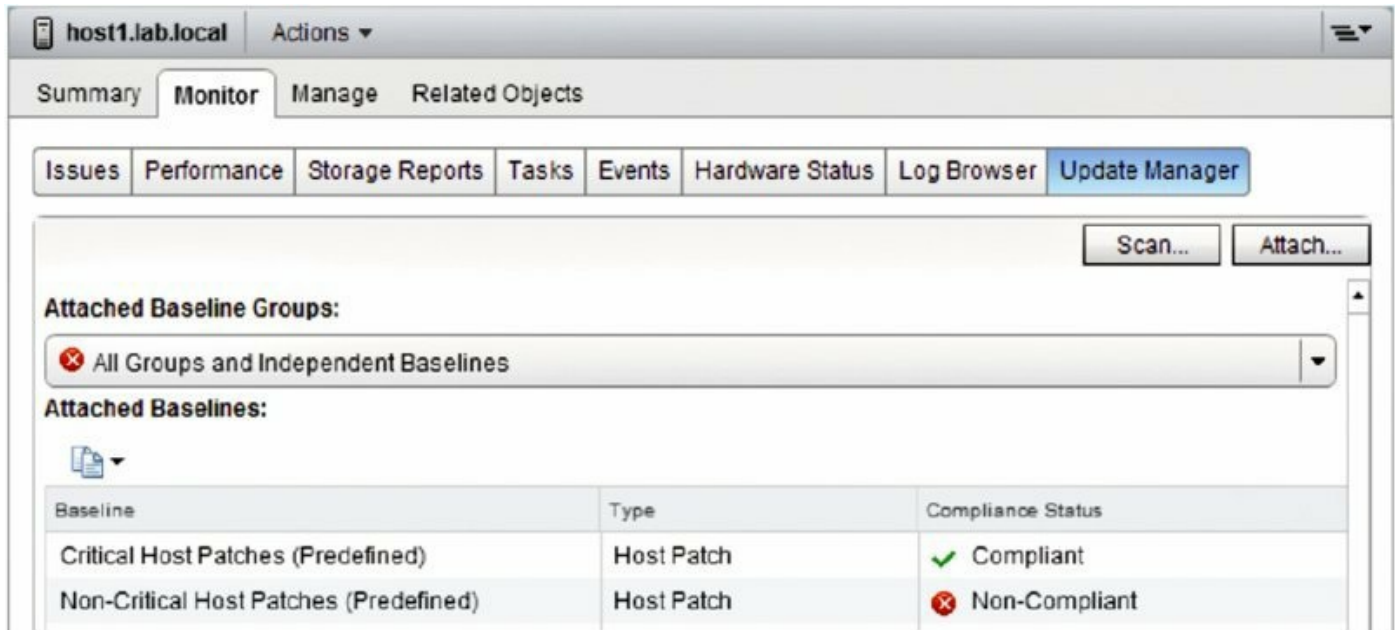 host1.lab.local Actions
Summary Monitor Manage Related Objects
Issues Performance Storage Reports Tasks Events Hardware Status Log Browser Update Manager
Scan... Attach...
Attached Baseline Groups:
All Groups and Independent Baselines
Attached Baselines:
Baseline Type Compliance Status
Critical Host Patches (Predefined) Host Patch Compliant
Non-Critical Host Patches (Predefined) Host Patch Non-Compliant